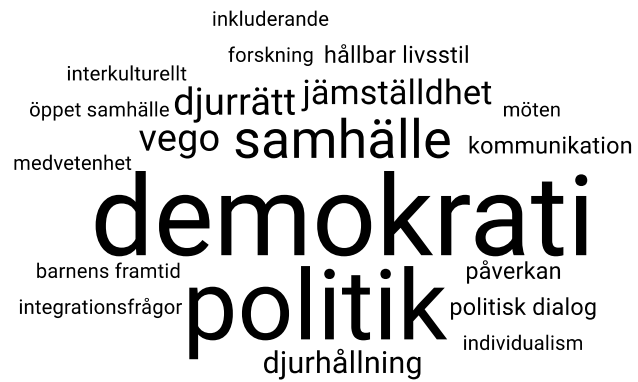 inkluderande
forskning hållbar livsstil
interkulturellt
öppet samhälle djurrätt jämställdhet möten
vego samhälle kommunikation
medvetenhet
demokrati
barnens framtid påverkan
integrationsfrågor politik politisk dialog
individualism
djurhållning